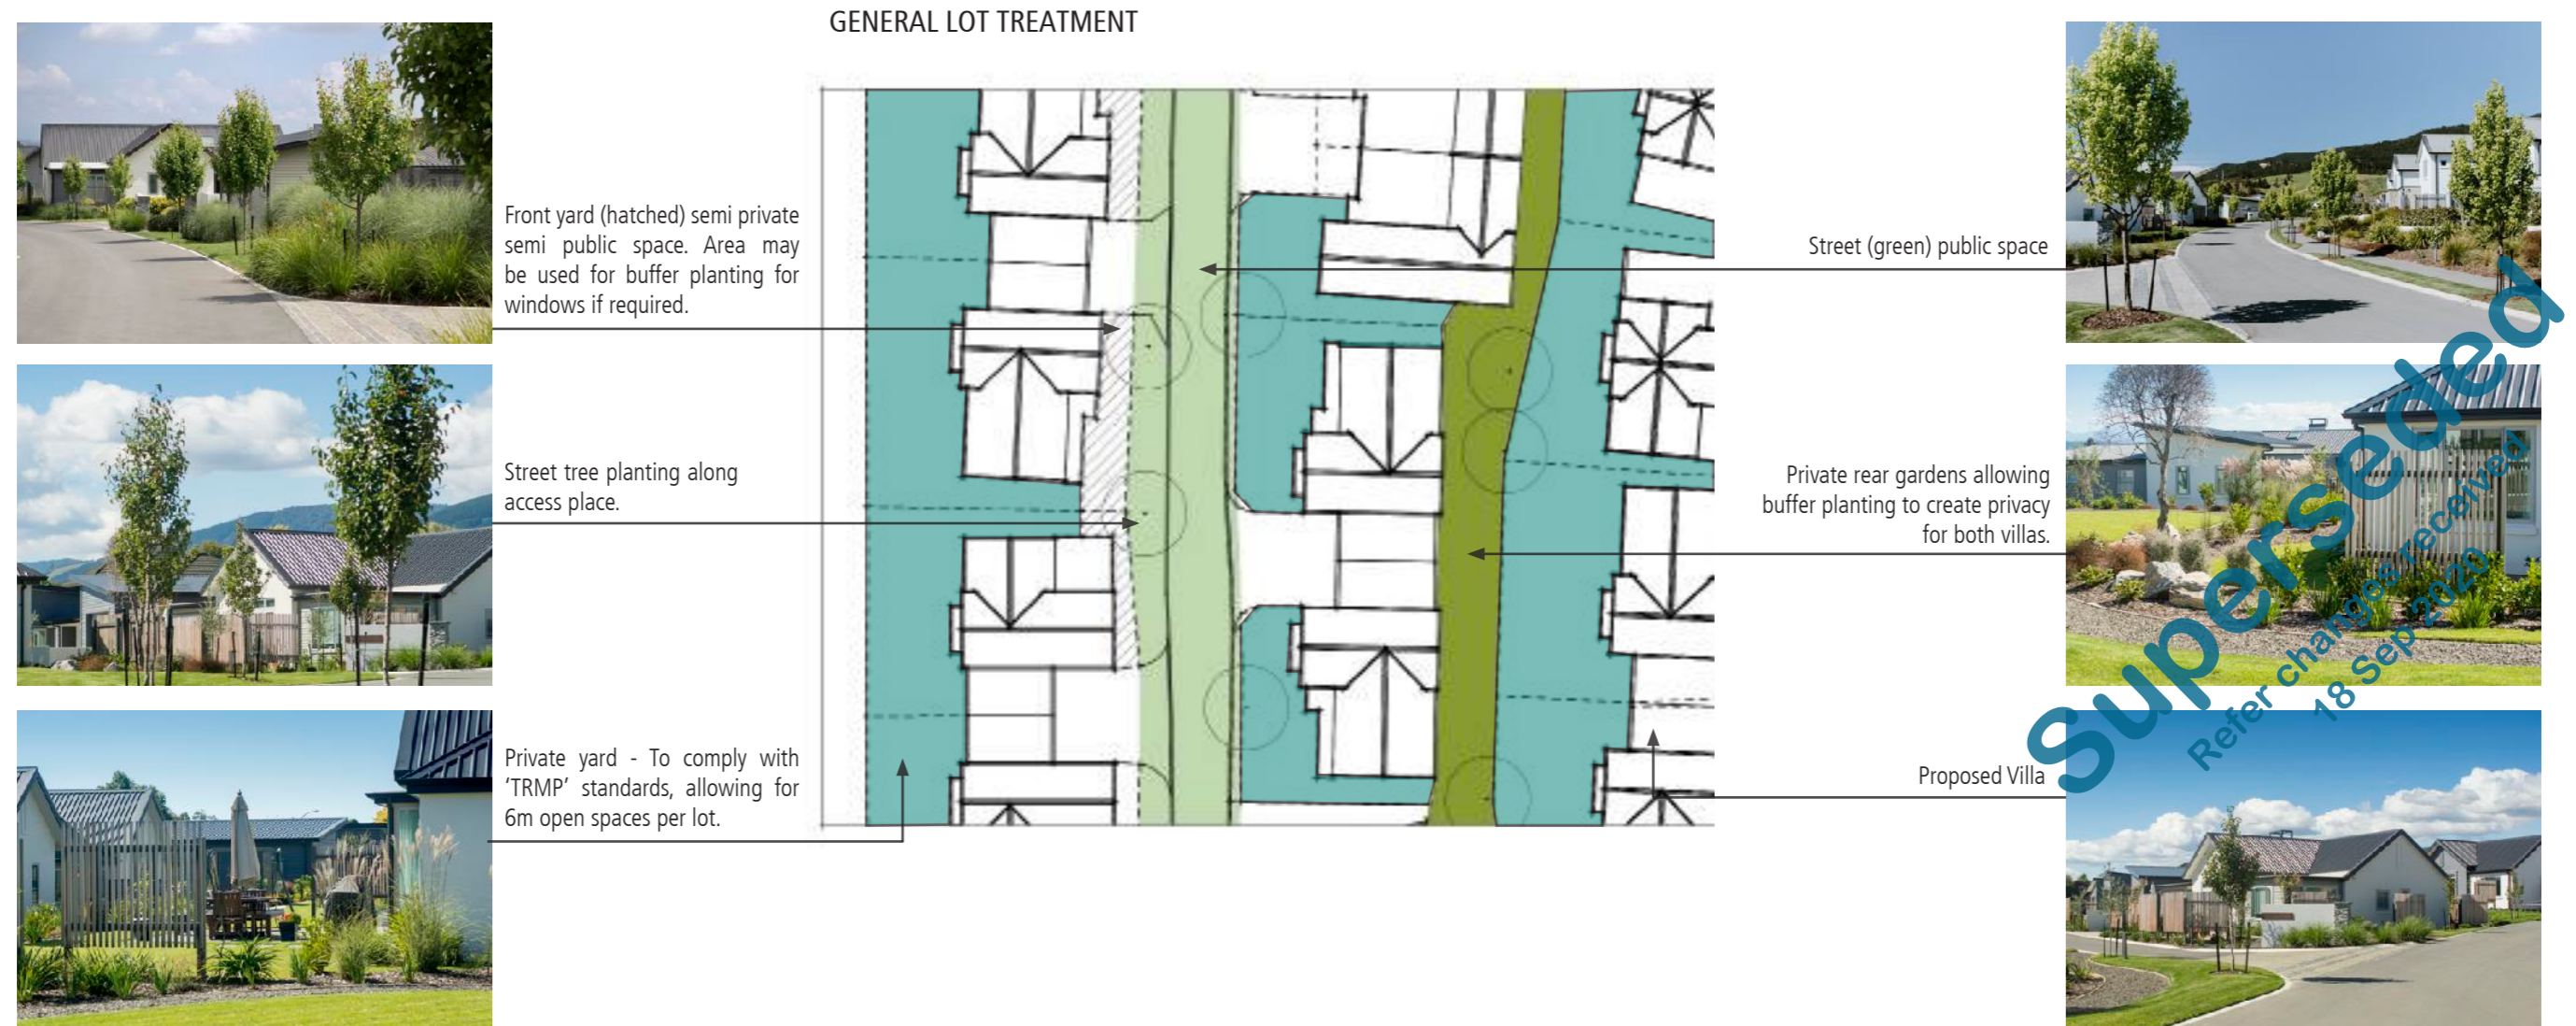 GENERAL LOT TREATMENT
Front yard (hatched) semi private
semi public space. Area may
be used for buffer planting for
windows if required.
Street tree planting along
access place.
Private yard - To comply with
‘TRMP’ standards, allowing for
6m open spaces per lot.
Street (green) public space
Private rear gardens allowing
buffer planting to create privacy
for both villas.
Proposed Villa
Superseded
Refer changes received
18 Sep 2020